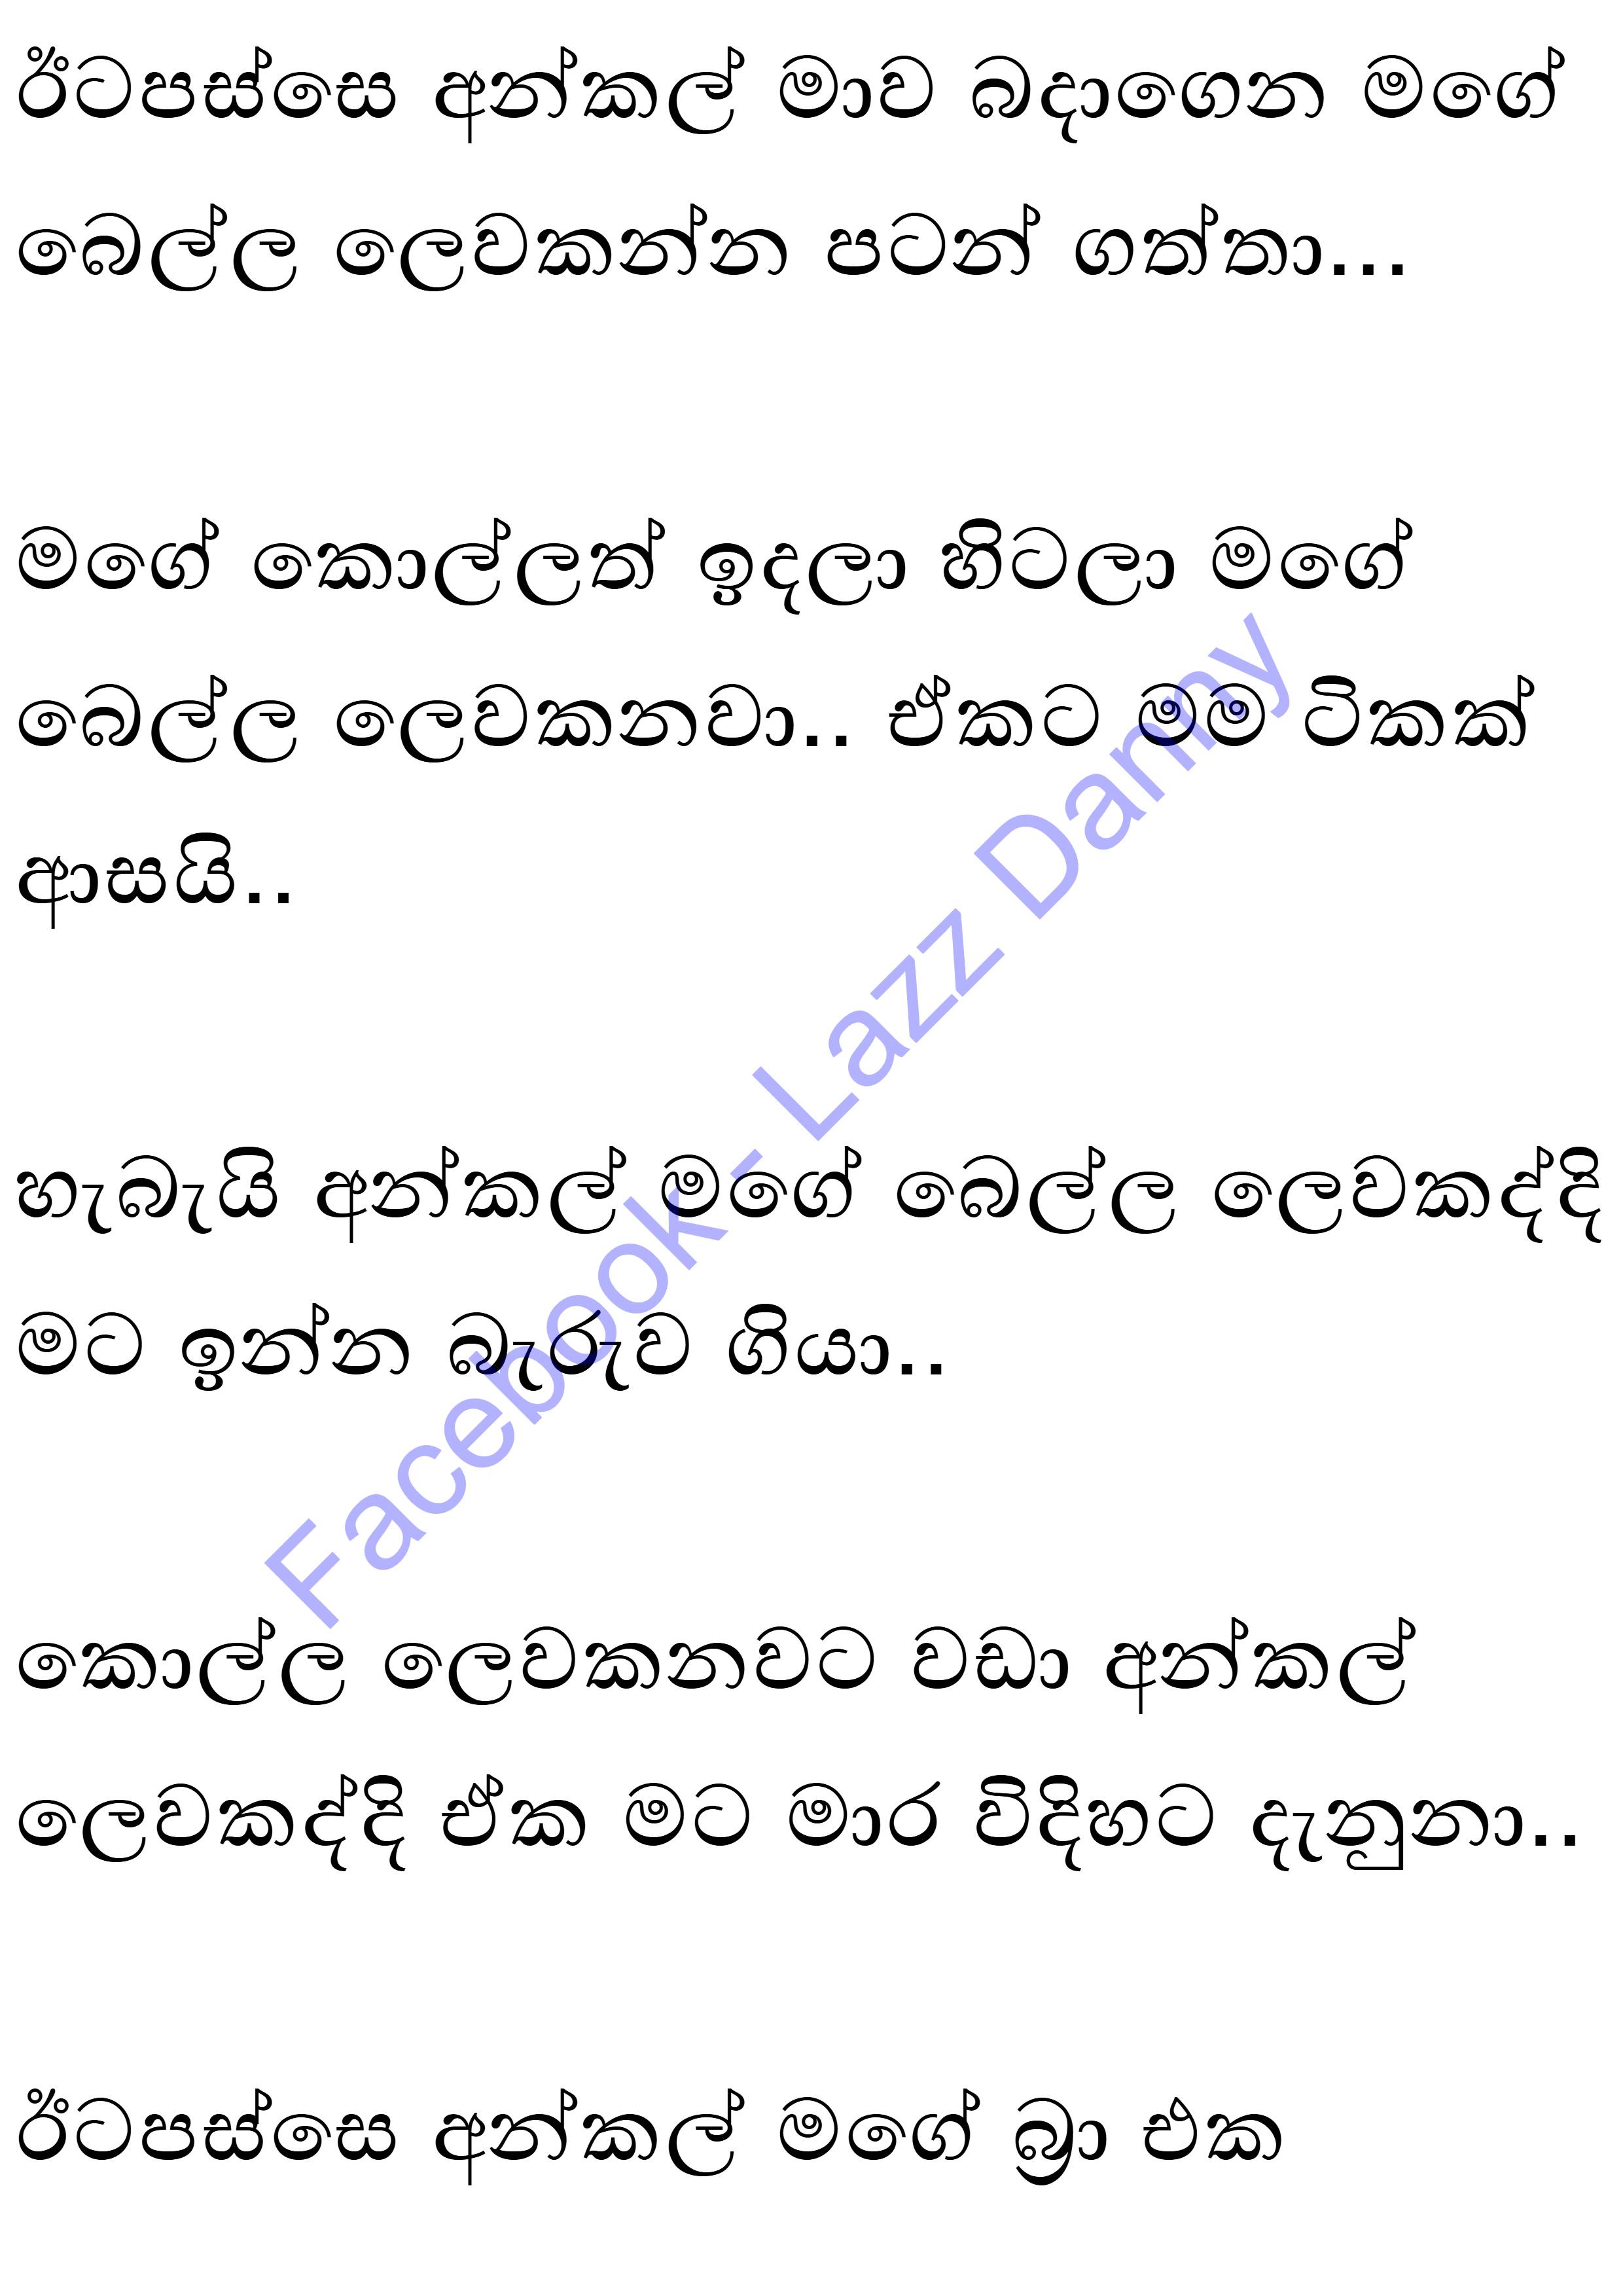 ඊටපස්සෙ අන්කල් මාව බදාගෙන මගේ
බෙල්ල ලෙවකන්න පටන් ගත්තා...
මගේ කොල්ලත් ඉදලා හිටලා මගේ
බෙල්ල ලෙවකනවා.. ඒකට මම ටිකක්
ආසයි..
හැබැයි අන්කල් මගේ බෙල්ල ලෙවකද්දි
මට ඉන්න බැරුව ගියා..
කොල්ල ලෙවකනවට වඩා අන්කල්
ලෙවකද්දි ඒක මට මාර විදිහට දැනුනා..
ඊටපස්සෙ අන්කල් මගේ බ්‍රා එක
Facebook - Lazz Danny